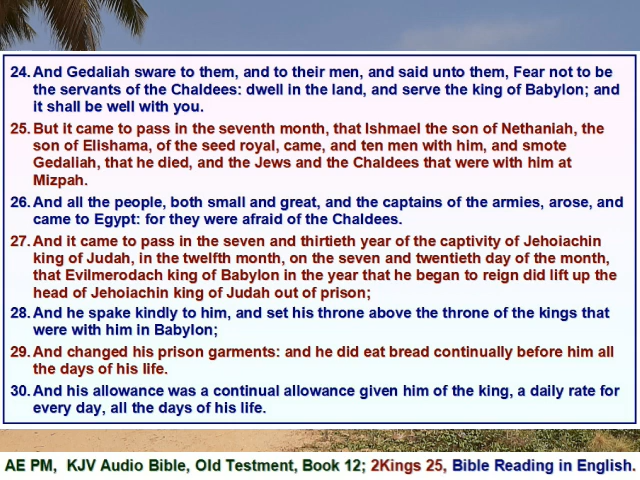 24. And Gedaliah sware to them, and to their men, and said unto them, Fear not to be
the servants of the Chaldees: dwell in the land, and serve the king of Babylon; and
it shall be well with you.
25. But it came to pass in the seventh month, that Ishmael the son of Nethaniah, the
son of Elishama, of the seed royal, came, and ten men with him, and smote
Gedaliah, that he died, and the Jews and the Chaldees that were with him at
Mizpah.
26. And all the people, both small and great, and the captains of the armies, arose, and
came to Egypt: for they were afraid of the Chaldees.
27. And it came to pass in the seven and thirtieth year of the captivity of Jehoiachin
king of Judah, in the twelfth month, on the seven and twentieth day of the month,
that Evilmerodach king of Babylon in the year that he began to reign did lift up the
head of Jehoiachin king of Judah out of prison;
28. And he spake kindly to him, and set his throne above the throne of the kings that
were with him in Babylon;
29. And changed his prison garments: and he did eat bread continually before him all
the days of his life.
30. And his allowance was a continual allowance given him of the king, a daily rate for
every day, all the days of his life.
AE PM, KJV Audio Bible, Old Testment, Book 12; 2Kings 25, Bible Reading in English.